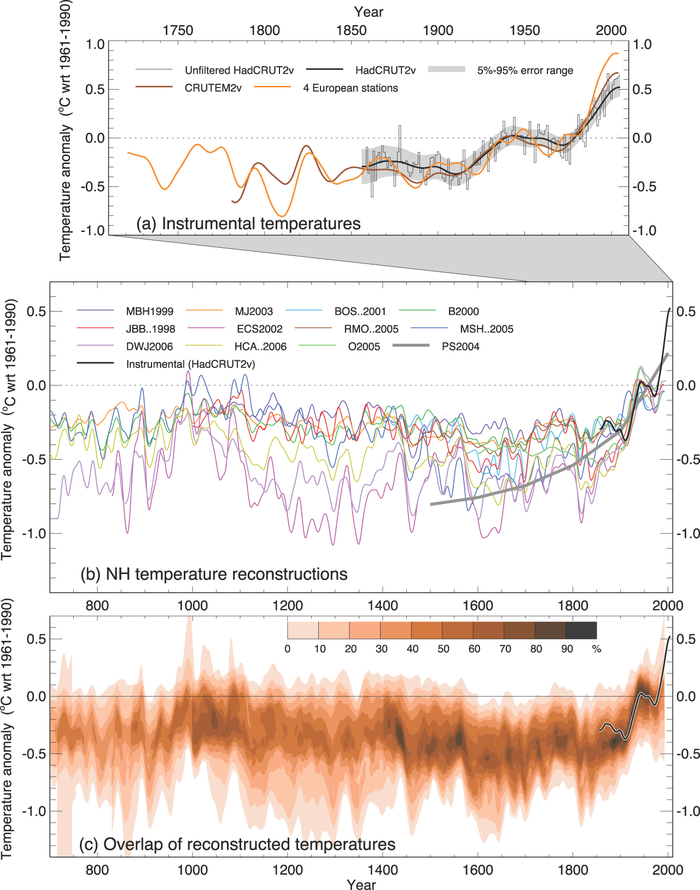 Year
1750 1800 1850 1900 1950 2000
1.0 1.0
Unfiltered HadCRUT2v HadCRUT2v 5%-95% error range
CRUTEM2v 4 European stations
0.5 0.5
0.0 0.0
-0.5 -0.5
-1.0 -1.0
Temperature anomaly (°C wrt 1961-1990)
(a) Instrumental temperatures
0.5 0.5
MBH1999 MJ2003 BOS..2001 B2000
JBB..1998 ECS2002 RMO..2005 MSH..2005
DWJ2006 HCA..2006 O2005 PS2004
Instrumental (HadCRUT2v)
0.0 0.0
-0.5 -0.5
-1.0 -1.0
Temperature anomaly (°C wrt 1961-1990)
(b) NH temperature reconstructions
800 1000 1200 1400 1600 1800 2000
0 10 20 30 40 50 60 70 80 90 %
0.5 0.5
0.0 0.0
-0.5 -0.5
-1.0 -1.0
Temperature anomaly (°C wrt 1961-1990)
(c) Overlap of reconstructed temperatures
800 1000 1200 1400 1600 1800 2000
Year